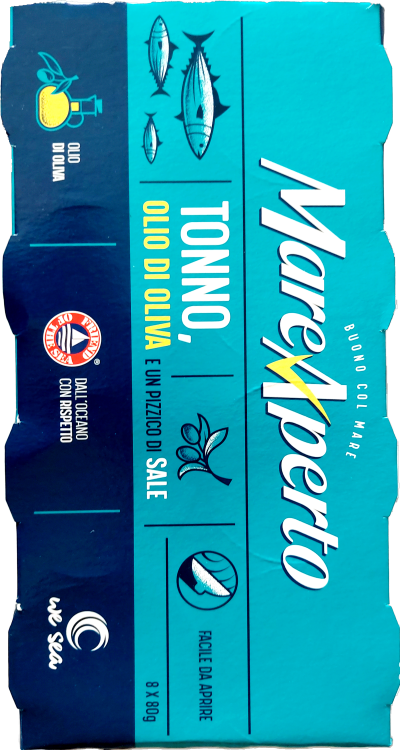 BUONO COL MARE
MareAperto
TONNO,
OLIO DI OLIVA E UN PIZZICO DI SALE
FACILE DA APRIRE
8 X 80g
OLIO
DI OLIVA
FRIEND
OF THE SEA
®
DALL'OCEANO
CON RISPETTO
we sea